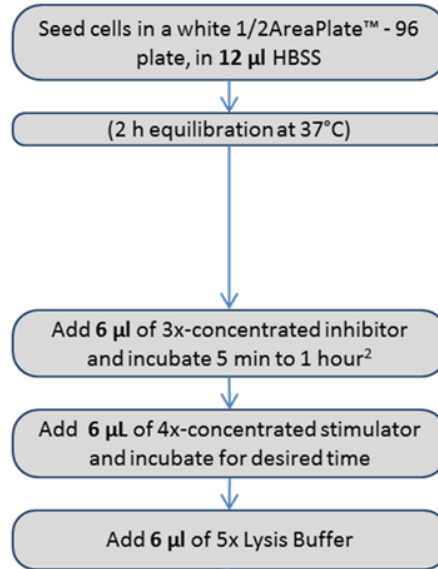 Seed cells in a white 1/2AreaPlate™ - 96
plate, in 12 µl HBSS
(2 h equilibration at 37°C)
Add 6 µl of 3x-concentrated inhibitor
and incubate 5 min to 1 hour²
Add 6 µL of 4x-concentrated stimulator
and incubate for desired time
Add 6 µl of 5x Lysis Buffer